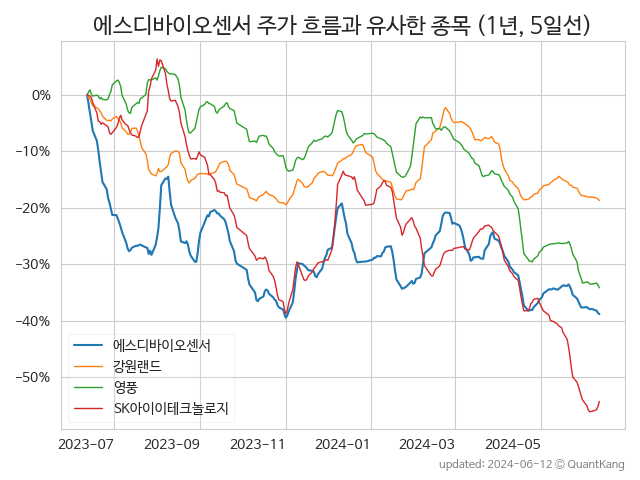 에스디바이오센서 주가 흐름과 유사한 종목 (1년, 5일선)
0%
−10%
−20%
−30%
−40%
−50%
에스디바이오센서
강원랜드
영풍
SK아이이테크놀로지
2023-07 2023-09 2023-11 2024-01 2024-03 2024-05
updated: 2024-06-12 © QuantKang